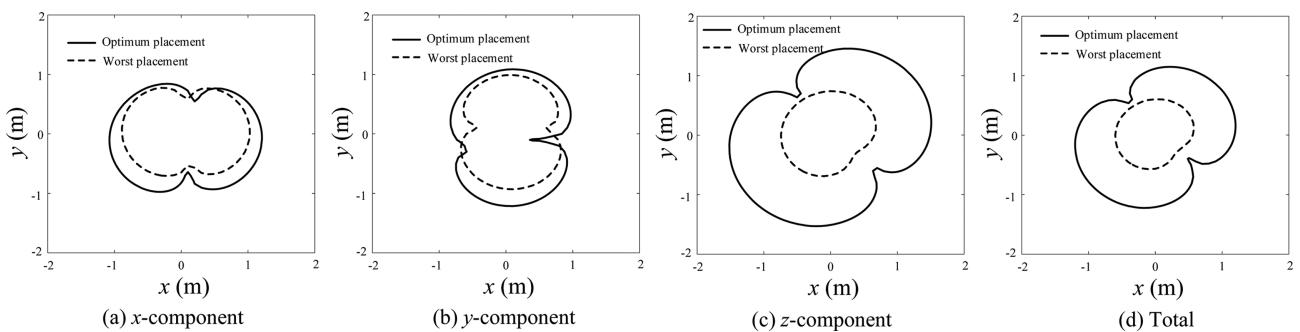 2
1
0
-1
-2
-2
-1
0
1
2
y (m)
x (m)
Optimum placement
Worst placement
(a) x-component
2
1
0
-1
-2
-2
-1
0
1
2
y (m)
x (m)
Optimum placement
Worst placement
(b) y-component
2
1
0
-1
-2
-2
-1
0
1
2
y (m)
x (m)
Optimum placement
Worst placement
(c) z-component
2
1
0
-1
-2
-2
-1
0
1
2
y (m)
x (m)
Optimum placement
Worst placement
(d) Total